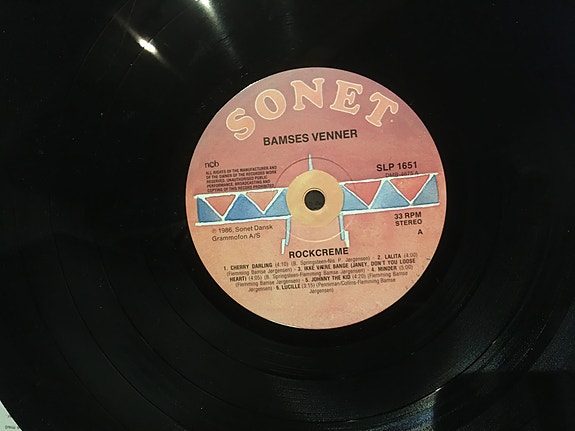 SONET
BAMSES VENNER
ncb
ALL RIGHTS OF THE MANUFACTURER AND
OF THE OWNER OF THE RECORDED WORK
RESERVED. UNAUTHORISED PUBLIC
PERFORMANCE, BROADCASTING AND
COPYING OF THIS RECORD PROHIBITED.
SLP 1651
℗ 1986, Sonet Dansk
Grammofon A/S
33 RPM
STEREO
A
ROCKCREME
1. CHERRY DARLING (4:10) (B. Springsteen-Ns. P. Jørgensen) - 2. LALITA (4:00)
(Flemming Bamse Jørgensen) - 3. IKKE VÆRE BANGE (JANEY, DON'T YOU LOOSE
HEART) (4:05) (B. Springsteen-Flemming Bamse Jørgensen) - 4. MINDER (5:00)
(Flemming Bamse Jørgensen) - 5. JOHNNY THE KID (4:20) (Flemming Bamse
Jørgensen) - 6. LUCILLE (3:15) (Penniman/Collins-Flemming Bamse
Jørgensen)